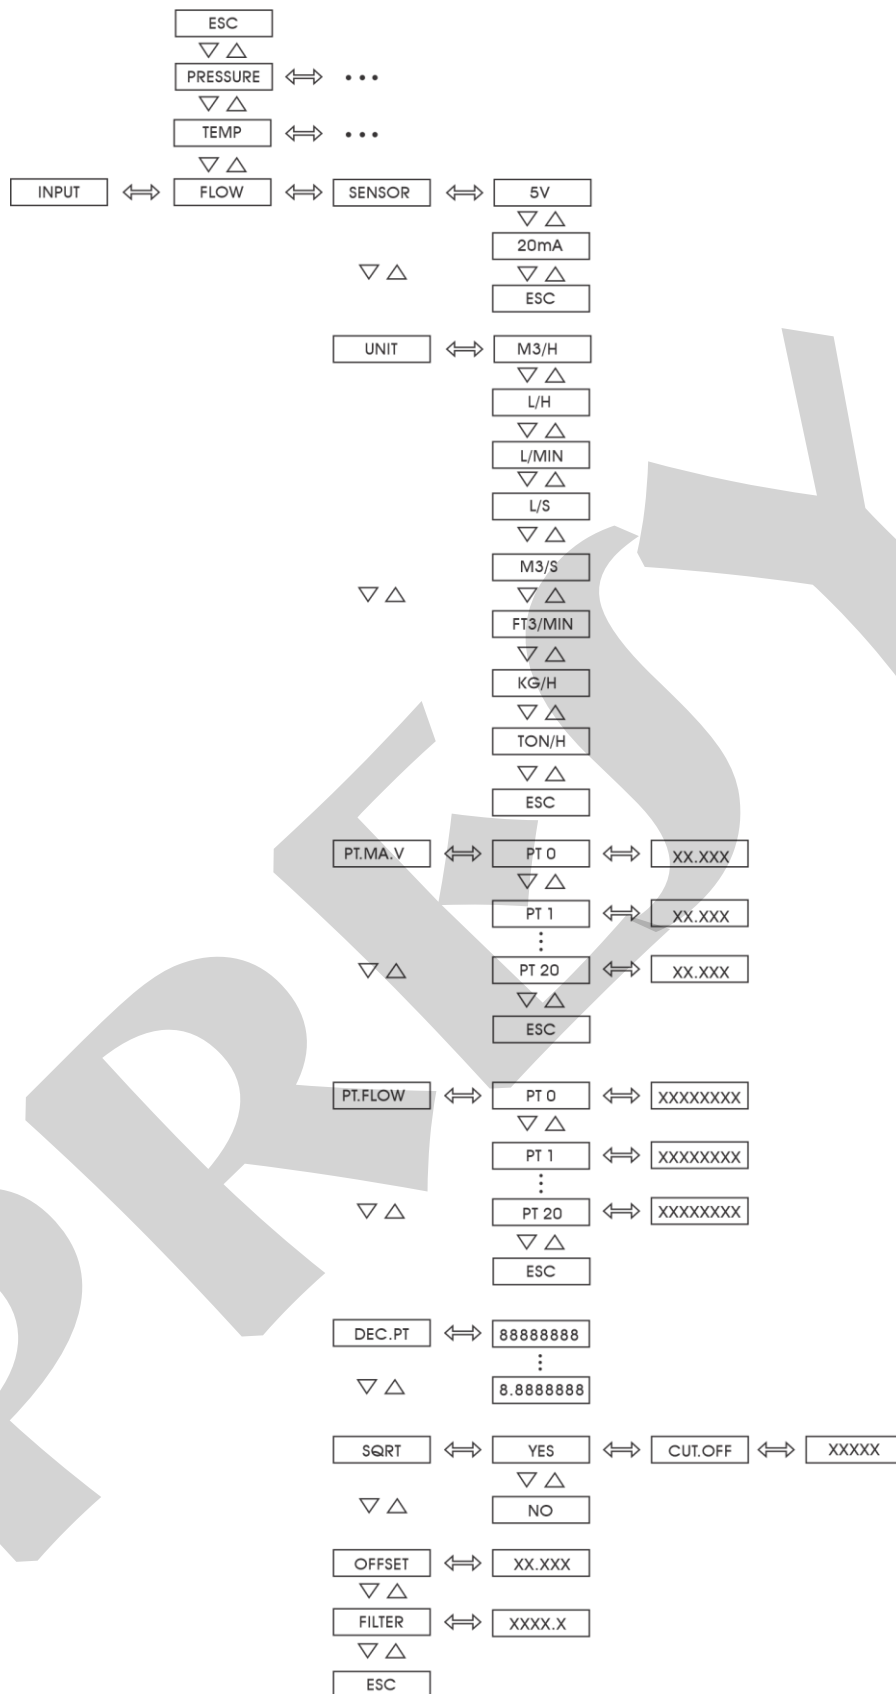 ESC
PRESSURE ...
TEMP ...
INPUT FLOW SENSOR 5V
20mA
ESC
UNIT M3/H
L/H
L/MIN
L/S
M3/S
FT3/MIN
KG/H
TON/H
ESC
PT.MA.V PT 0 XX.XXX
PT 1 XX.XXX
PT 20 XX.XXX
ESC
PT.FLOW PT 0 XXXXXXXX
PT 1 XXXXXXXX
PT 20 XXXXXXXX
ESC
DEC.PT 88888888
8.8888888
SQRT YES CUT.OFF XXXXX
NO
OFFSET XX.XXX
FILTER XXXX.X
ESC
PRESY